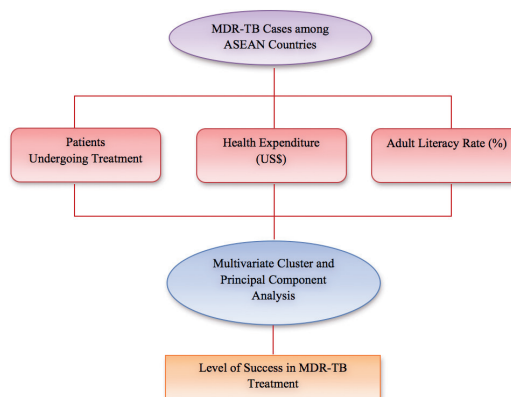 MDR-TB Cases among
ASEAN Countries
Patients
Undergoing Treatment
Health Expenditure
(US$)
Adult Literacy Rate (%)
Multivariate Cluster and
Principal Component
Analysis
Level of Success in MDR-TB
Treatment